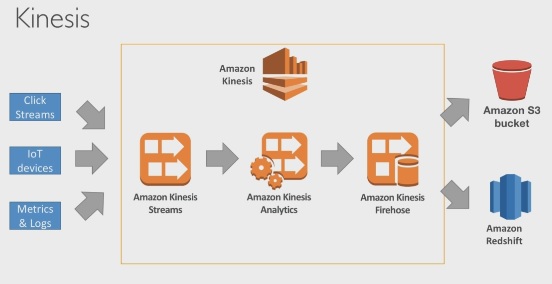 Kinesis
Amazon
Kinesis
Click
Streams
IoT
devices
Metrics
& Logs
Amazon Kinesis
Streams
Amazon Kinesis
Analytics
Amazon Kinesis
Firehose
Amazon S3
bucket
Amazon
Redshift